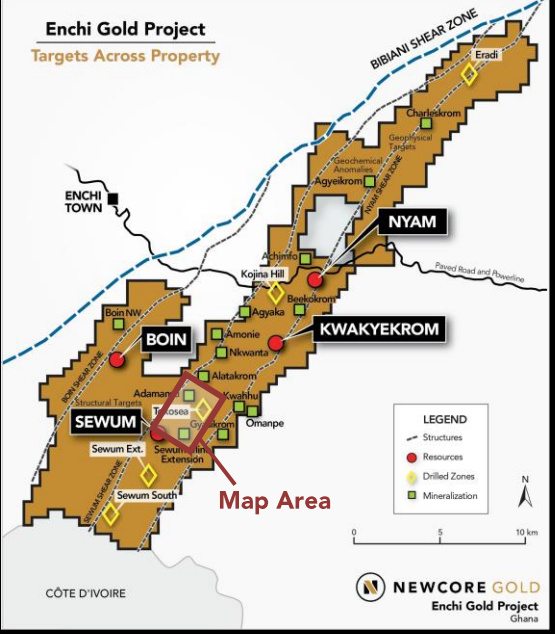 Enchi Gold Project
Targets Across Property
BIBIANI SHEAR ZONE
Eradi
Charleskrom
Geophysical
Targets
Geochemical
Anomalies
Agyeikrom
NYAM SHEAR ZONE
ENCHI
TOWN
NYAM
Achimfo
Kojina Hill
Paved Road and Powerline
Beekokrom
Boin NW
Agyaka
KWAKYEKROM
BOIN
Amonie
Nkwanta
BOIN SHEAR ZONE
Alatakrom
Structural Targets
Kwahhu
SEWUM
Omanpe
Sewum Ext.
Extension
SEWUM SHEAR ZONE
Sewum South
Map Area
LEGEND
Structures
Resources
Drilled Zones
Mineralization
N
0 5 10 km
CÔTE D'IVOIRE
N NEWCORE GOLD
Enchi Gold Project
Ghana